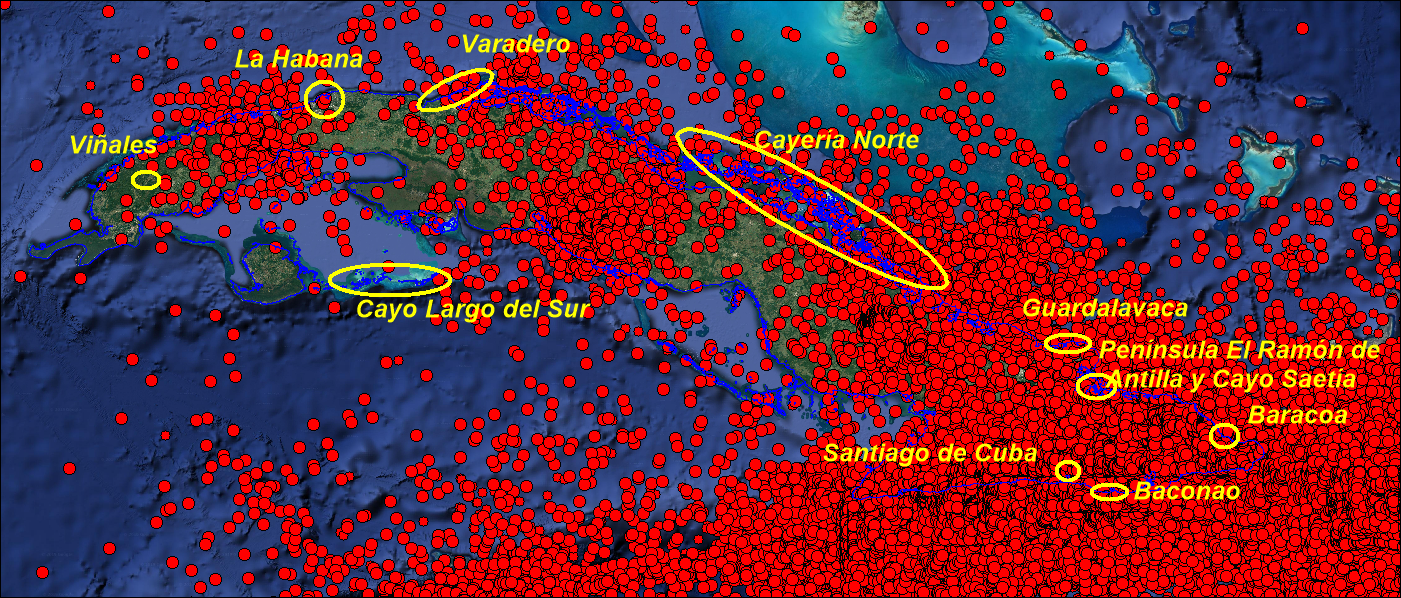 La Habana
Varadero
Viñales
Cayería Norte
Cayo Largo del Sur
Guardalavaca
Península El Ramón de
Antilla y Cayo Saetía
Baracoa
Santiago de Cuba
Baconao